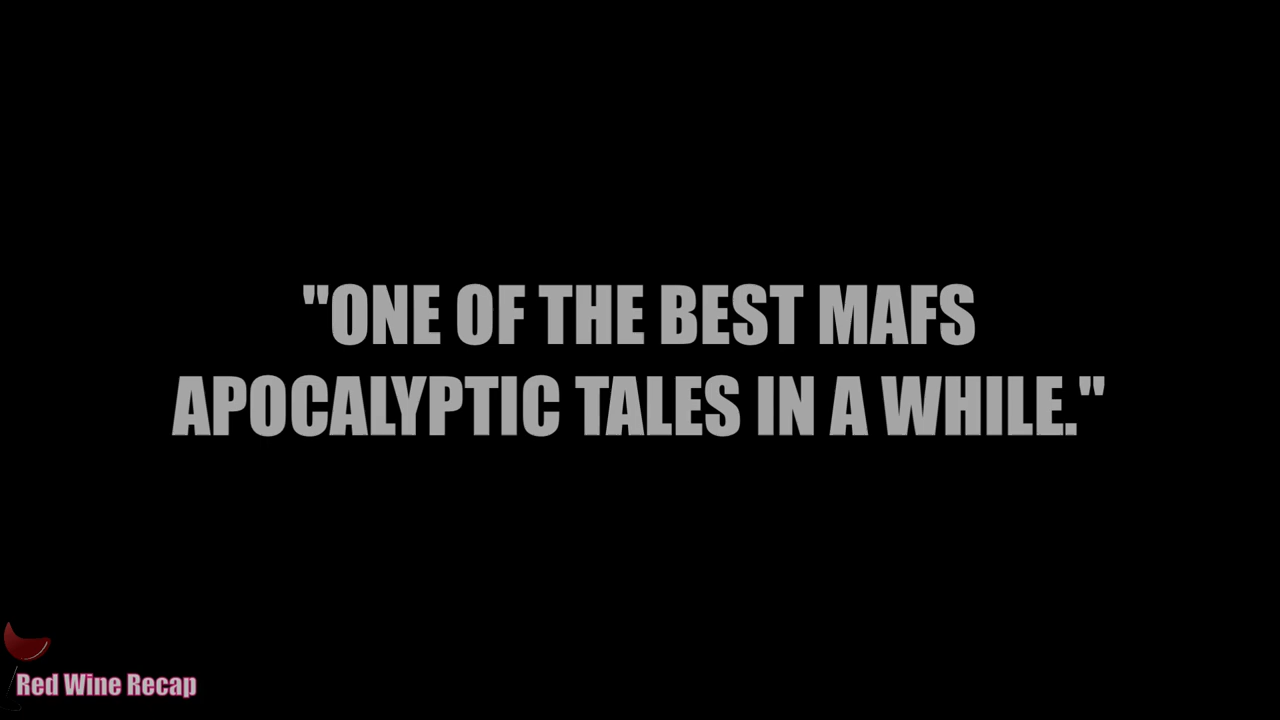 "ONE OF THE BEST MAFS
APOCALYPTIC TALES IN A WHILE."
Red Wine Recap